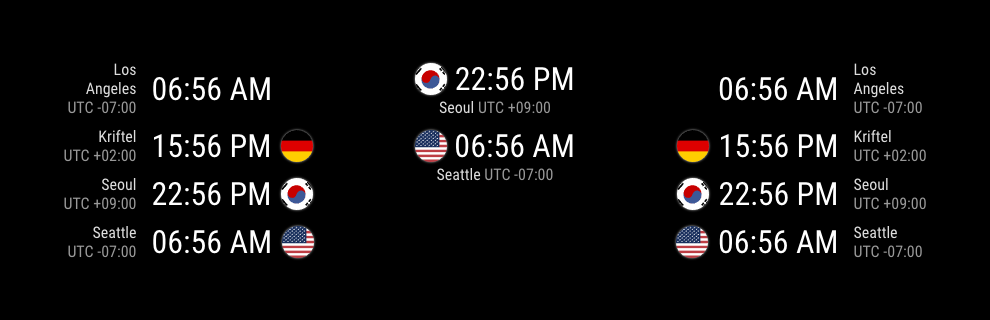 Los
Angeles
UTC -07:00
06:56 AM
Kriftel
UTC +02:00
15:56 PM
Seoul
UTC +09:00
22:56 PM
Seattle
UTC -07:00
06:56 AM
22:56 PM
Seoul UTC +09:00
06:56 AM
Seattle UTC -07:00
06:56 AM
Los
Angeles
UTC -07:00
15:56 PM
Kriftel
UTC +02:00
22:56 PM
Seoul
UTC +09:00
06:56 AM
Seattle
UTC -07:00